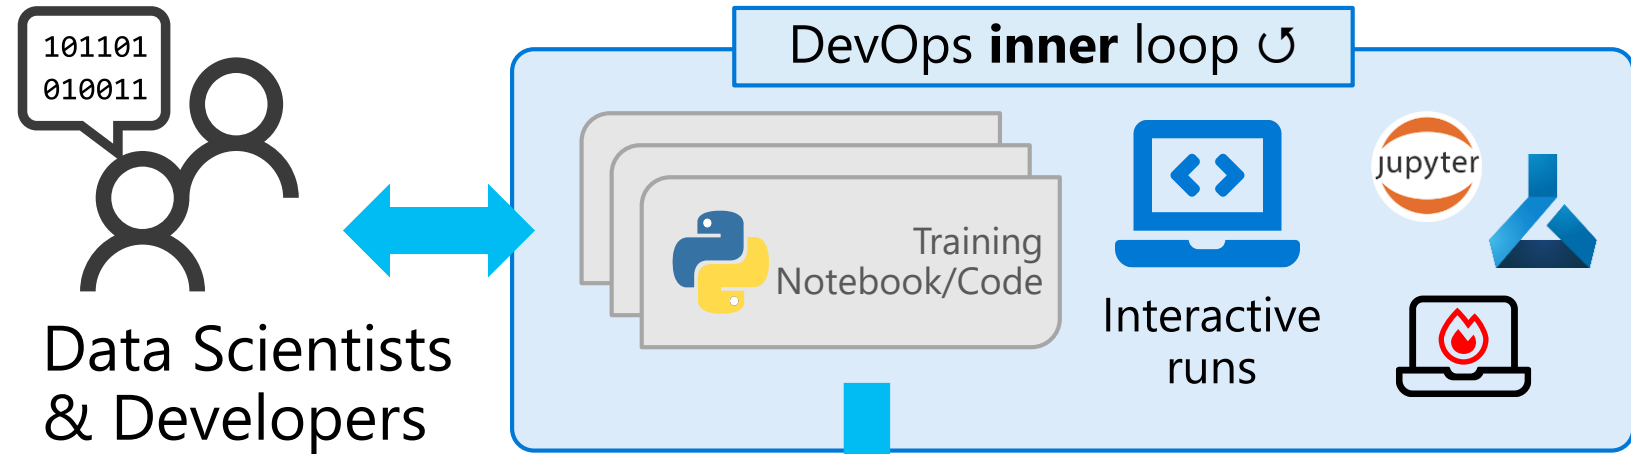 101101
010011
DevOps inner loop ↺
Training
Notebook/Code
Jupyter
Interactive
runs
Data Scientists
& Developers